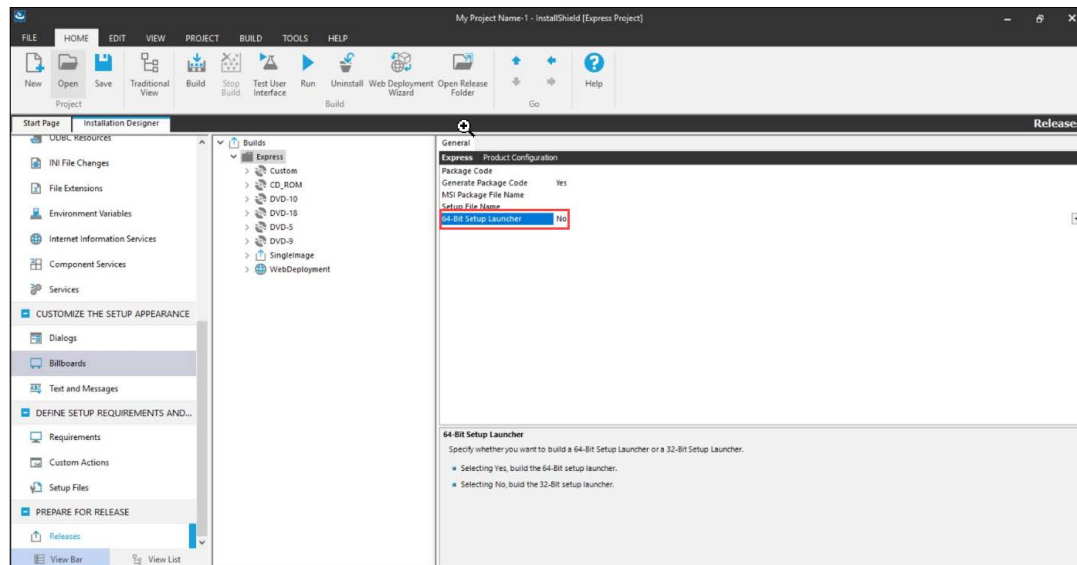 My Project Name-1 - InstallShield [Express Project]
FILE HOME EDIT VIEW PROJECT BUILD TOOLS HELP
New Open Save Traditional View Build Stop Build Test User Interface Run Uninstall Web Deployment Wizard Open Release Folder Help
Project Build Go
Start Page Installation Designer Releases
ODBC Resources
INI File Changes
File Extensions
Environment Variables
Internet Information Services
Component Services
Services
CUSTOMIZE THE SETUP APPEARANCE
Dialogs
Billboards
Text and Messages
DEFINE SETUP REQUIREMENTS AND...
Requirements
Custom Actions
Setup Files
PREPARE FOR RELEASE
Releases
View Bar View List
Builds
Express
Custom
CD_ROM
DVD-10
DVD-18
DVD-5
DVD-9
SingleImage
WebDeployment
General
Express Product Configuration
Package Code
Generate Package Code Yes
MSI Package File Name
Setup File Name
64-Bit Setup Launcher No
64-Bit Setup Launcher
Specify whether you want to build a 64-Bit Setup Launcher or a 32-Bit Setup Launcher.
Selecting Yes, build the 64-Bit setup launcher.
Selecting No, buid the 32-Bit setup launcher.